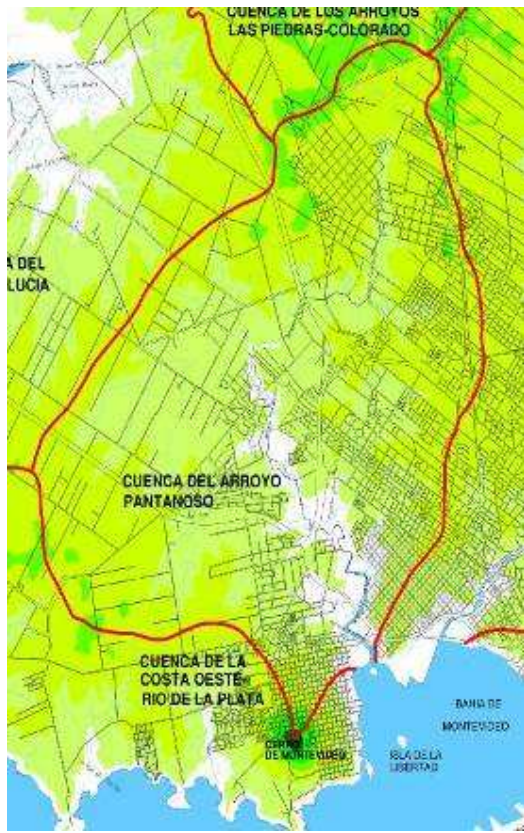 CUENCA DE LOS ARROYOS
LAS PIEDRAS-COLORADO
A DEL
LUCIA
CUENCA DEL ARROYO
PANTANOSO
CUENCA DE LA
COSTA OESTE-
RIO DE LA PLATA
BAHIA DE
MONTEVIDEO
CERRO
DE MONTEVIDEO
ISLA DE LA
LIBERTAD